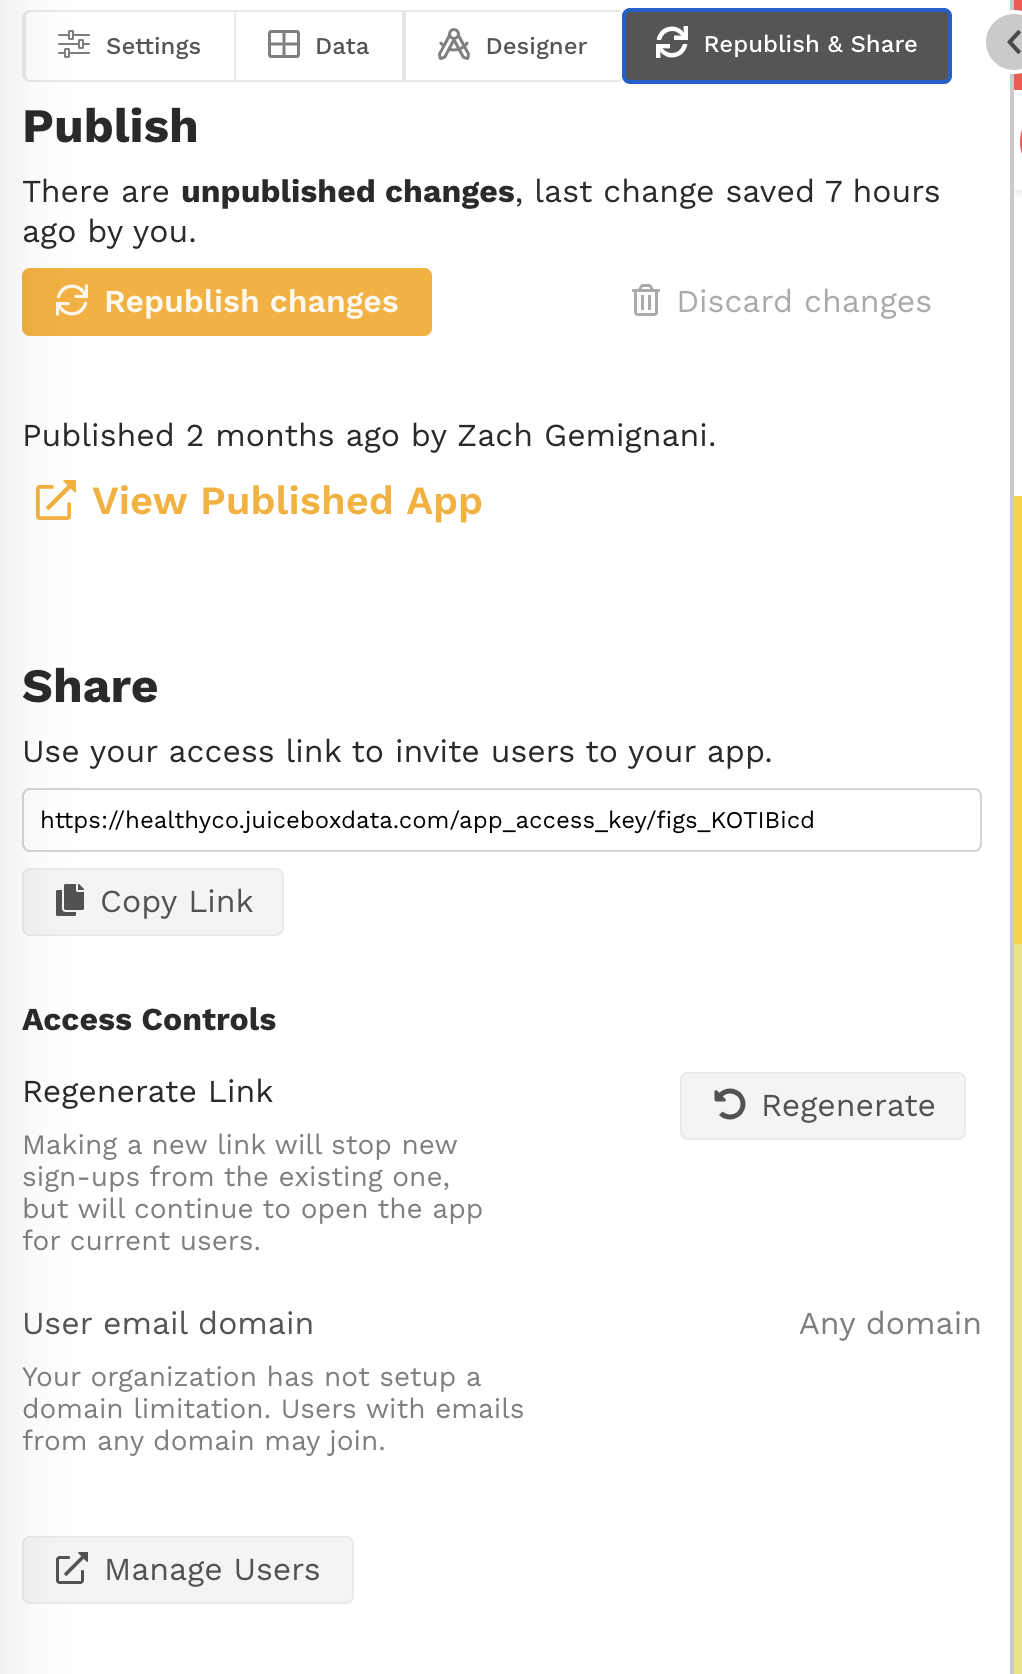 Settings
Data
Designer
Republish & Share
Publish
There are unpublished changes, last change saved 7 hours
ago by you.
Republish changes
Discard changes
Published 2 months ago by Zach Gemignani.
View Published App
Share
Use your access link to invite users to your app.
https://healthyco.juiceboxdata.com/app_access_key/figs_KOTIBicd
Copy Link
Access Controls
Regenerate Link
Regenerate
Making a new link will stop new
sign-ups from the existing one,
but will continue to open the app
for current users.
User email domain
Any domain
Your organization has not setup a
domain limitation. Users with emails
from any domain may join.
Manage Users